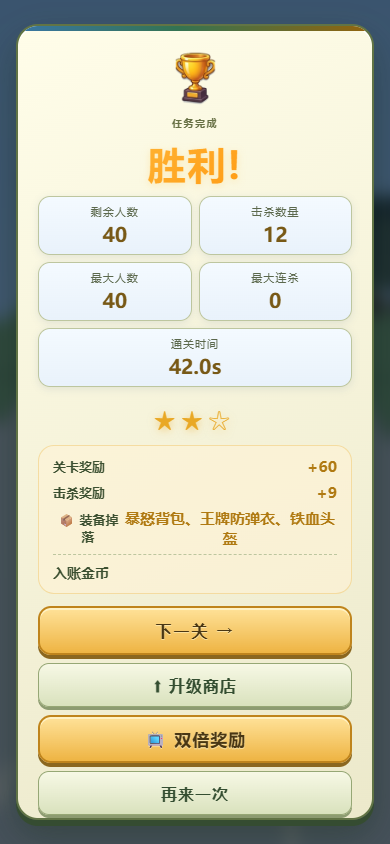 任务完成
胜利!
剩余人数
40
击杀数量
12
最大人数
40
最大连杀
0
通关时间
42.0s
★★☆
关卡奖励 +60
击杀奖励 +9
装备掉落 暴怒背包、王牌防弹衣、铁血头盔
入账金币
下一关 →
⬆ 升级商店
双倍奖励
再来一次